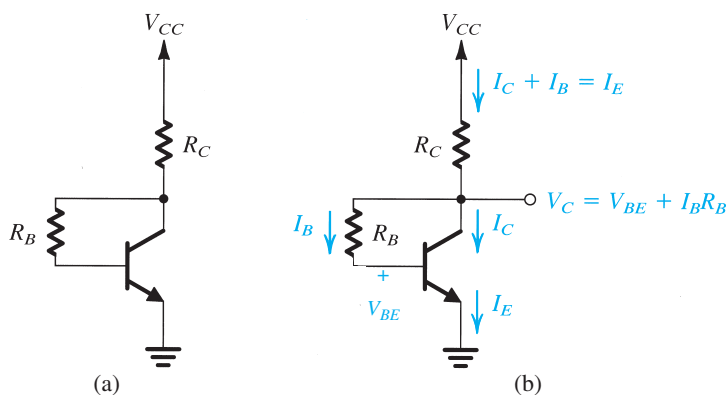 V_CC
R_C
R_B
(a)
V_CC
I_C + I_B = I_E
R_C
V_C = V_BE + I_B R_B
I_B
R_B
I_C
+
V_BE
I_E
(b)